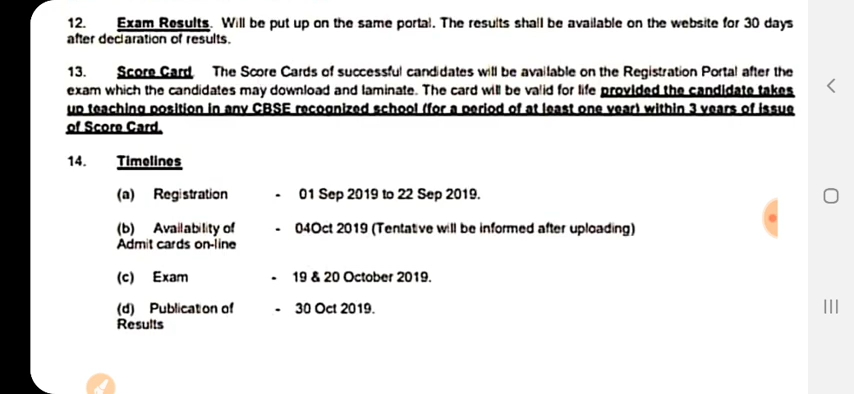 12. Exam Results. Will be put up on the same portal. The results shall be available on the website for 30 days
after declaration of results.
13. Score Card The Score Cards of successful candidates will be available on the Registration Portal after the
exam which the candidates may download and laminate. The card will be valid for life provided the candidate takes
up teaching position in any CBSE recognized school (for a period of at least one year) within 3 years of issue
of Score Card.
14. Timelines
(a) Registration - 01 Sep 2019 to 22 Sep 2019.
(b) Availability of - 04Oct 2019 (Tentative will be informed after uploading)
Admit cards on-line
(c) Exam - 19 & 20 October 2019.
(d) Publication of - 30 Oct 2019.
Results